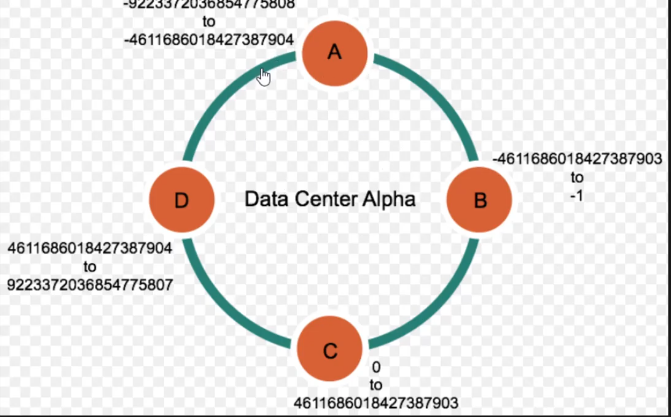 -9223372036854775808
to
-4611686018427387904
A
-4611686018427387903
to
-1
D
Data Center Alpha
B
4611686018427387904
to
9223372036854775807
C
0
to
4611686018427387903